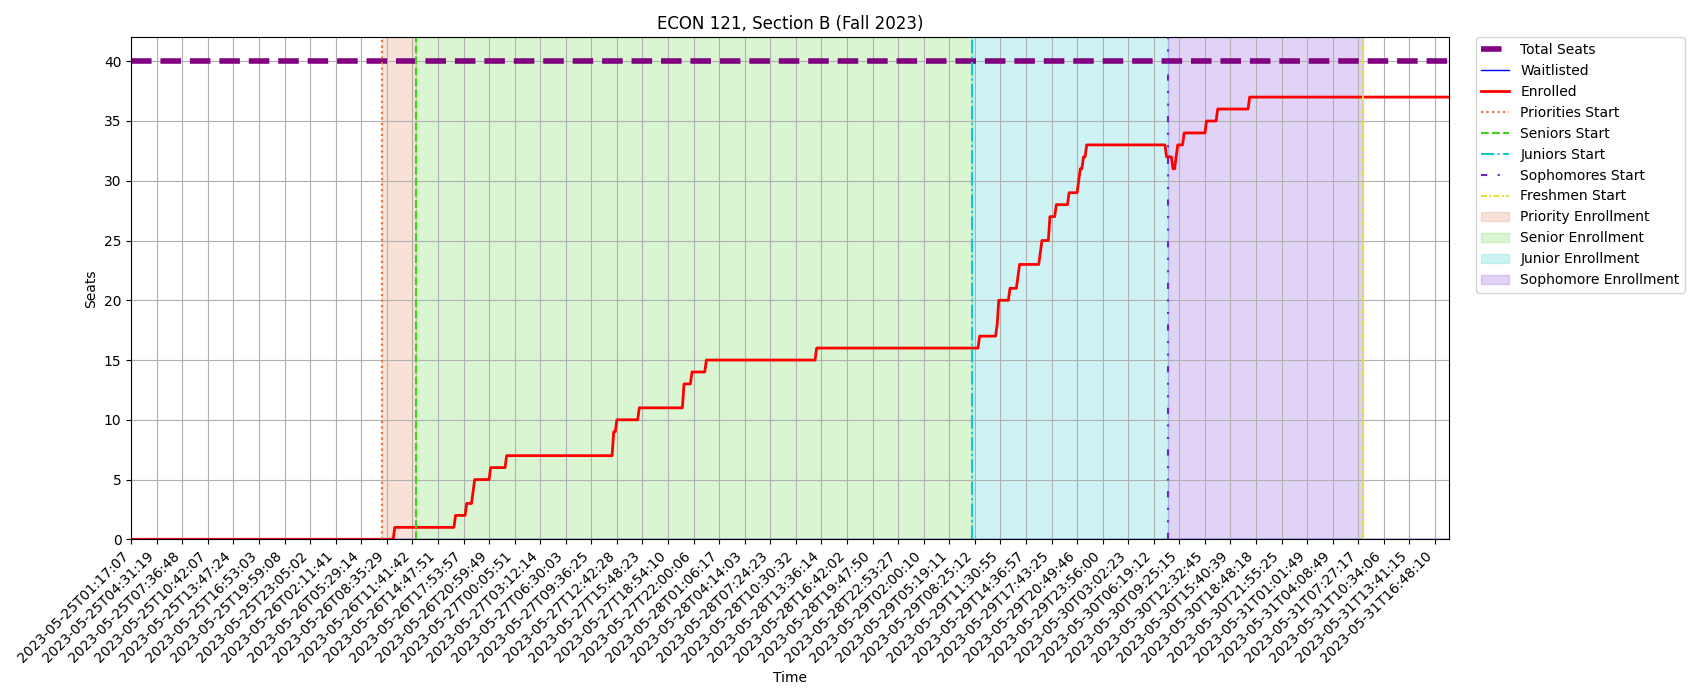 ECON 121, Section B (Fall 2023)
Seats
40
35
30
25
20
15
10
5
0
2023-05-25T01:17:07
2023-05-25T04:31:19
2023-05-25T07:36:48
2023-05-25T10:42:07
2023-05-25T13:47:24
2023-05-25T16:53:03
2023-05-25T19:59:08
2023-05-25T23:05:02
2023-05-26T02:11:41
2023-05-26T05:29:14
2023-05-26T08:35:29
2023-05-26T11:41:42
2023-05-26T14:47:51
2023-05-26T17:53:57
2023-05-26T20:59:49
2023-05-27T00:05:51
2023-05-27T03:12:14
2023-05-27T06:30:03
2023-05-27T09:36:25
2023-05-27T12:42:28
2023-05-27T15:48:23
2023-05-27T18:54:10
2023-05-27T22:00:06
2023-05-28T01:06:17
2023-05-28T04:14:03
2023-05-28T07:24:23
2023-05-28T10:30:32
2023-05-28T13:36:14
2023-05-28T16:42:02
2023-05-28T19:47:50
2023-05-28T22:53:27
2023-05-29T02:00:10
2023-05-29T05:19:11
2023-05-29T08:25:12
2023-05-29T11:30:55
2023-05-29T14:36:57
2023-05-29T17:43:25
2023-05-29T20:49:46
2023-05-29T23:56:00
2023-05-30T03:02:23
2023-05-30T06:19:12
2023-05-30T09:25:15
2023-05-30T12:32:45
2023-05-30T15:40:39
2023-05-30T18:48:18
2023-05-30T21:55:25
2023-05-31T01:01:49
2023-05-31T04:08:49
2023-05-31T07:27:17
2023-05-31T10:34:06
2023-05-31T13:41:15
2023-05-31T16:48:10
Time
Total Seats
Waitlisted
Enrolled
Priorities Start
Seniors Start
Juniors Start
Sophomores Start
Freshmen Start
Priority Enrollment
Senior Enrollment
Junior Enrollment
Sophomore Enrollment